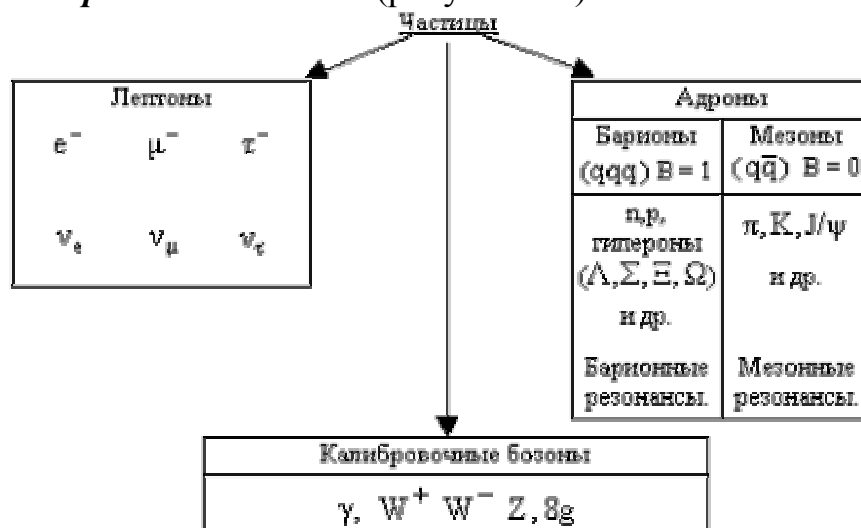 Частицы
Лептоны
e⁻ μ⁻ τ⁻
νₑ ν_μ ν_τ
Адроны
Барионы
(qqq) B = 1
n,p,
гипероны
(Λ,Σ,Ξ,Ω)
и др.
Барионные
резонансы.
Мезоны
(qq̅) B = 0
π,K,J/ψ
и др.
Мезонные
резонансы.
Калибровочные бозоны
γ, W⁺ W⁻ Z, 8g